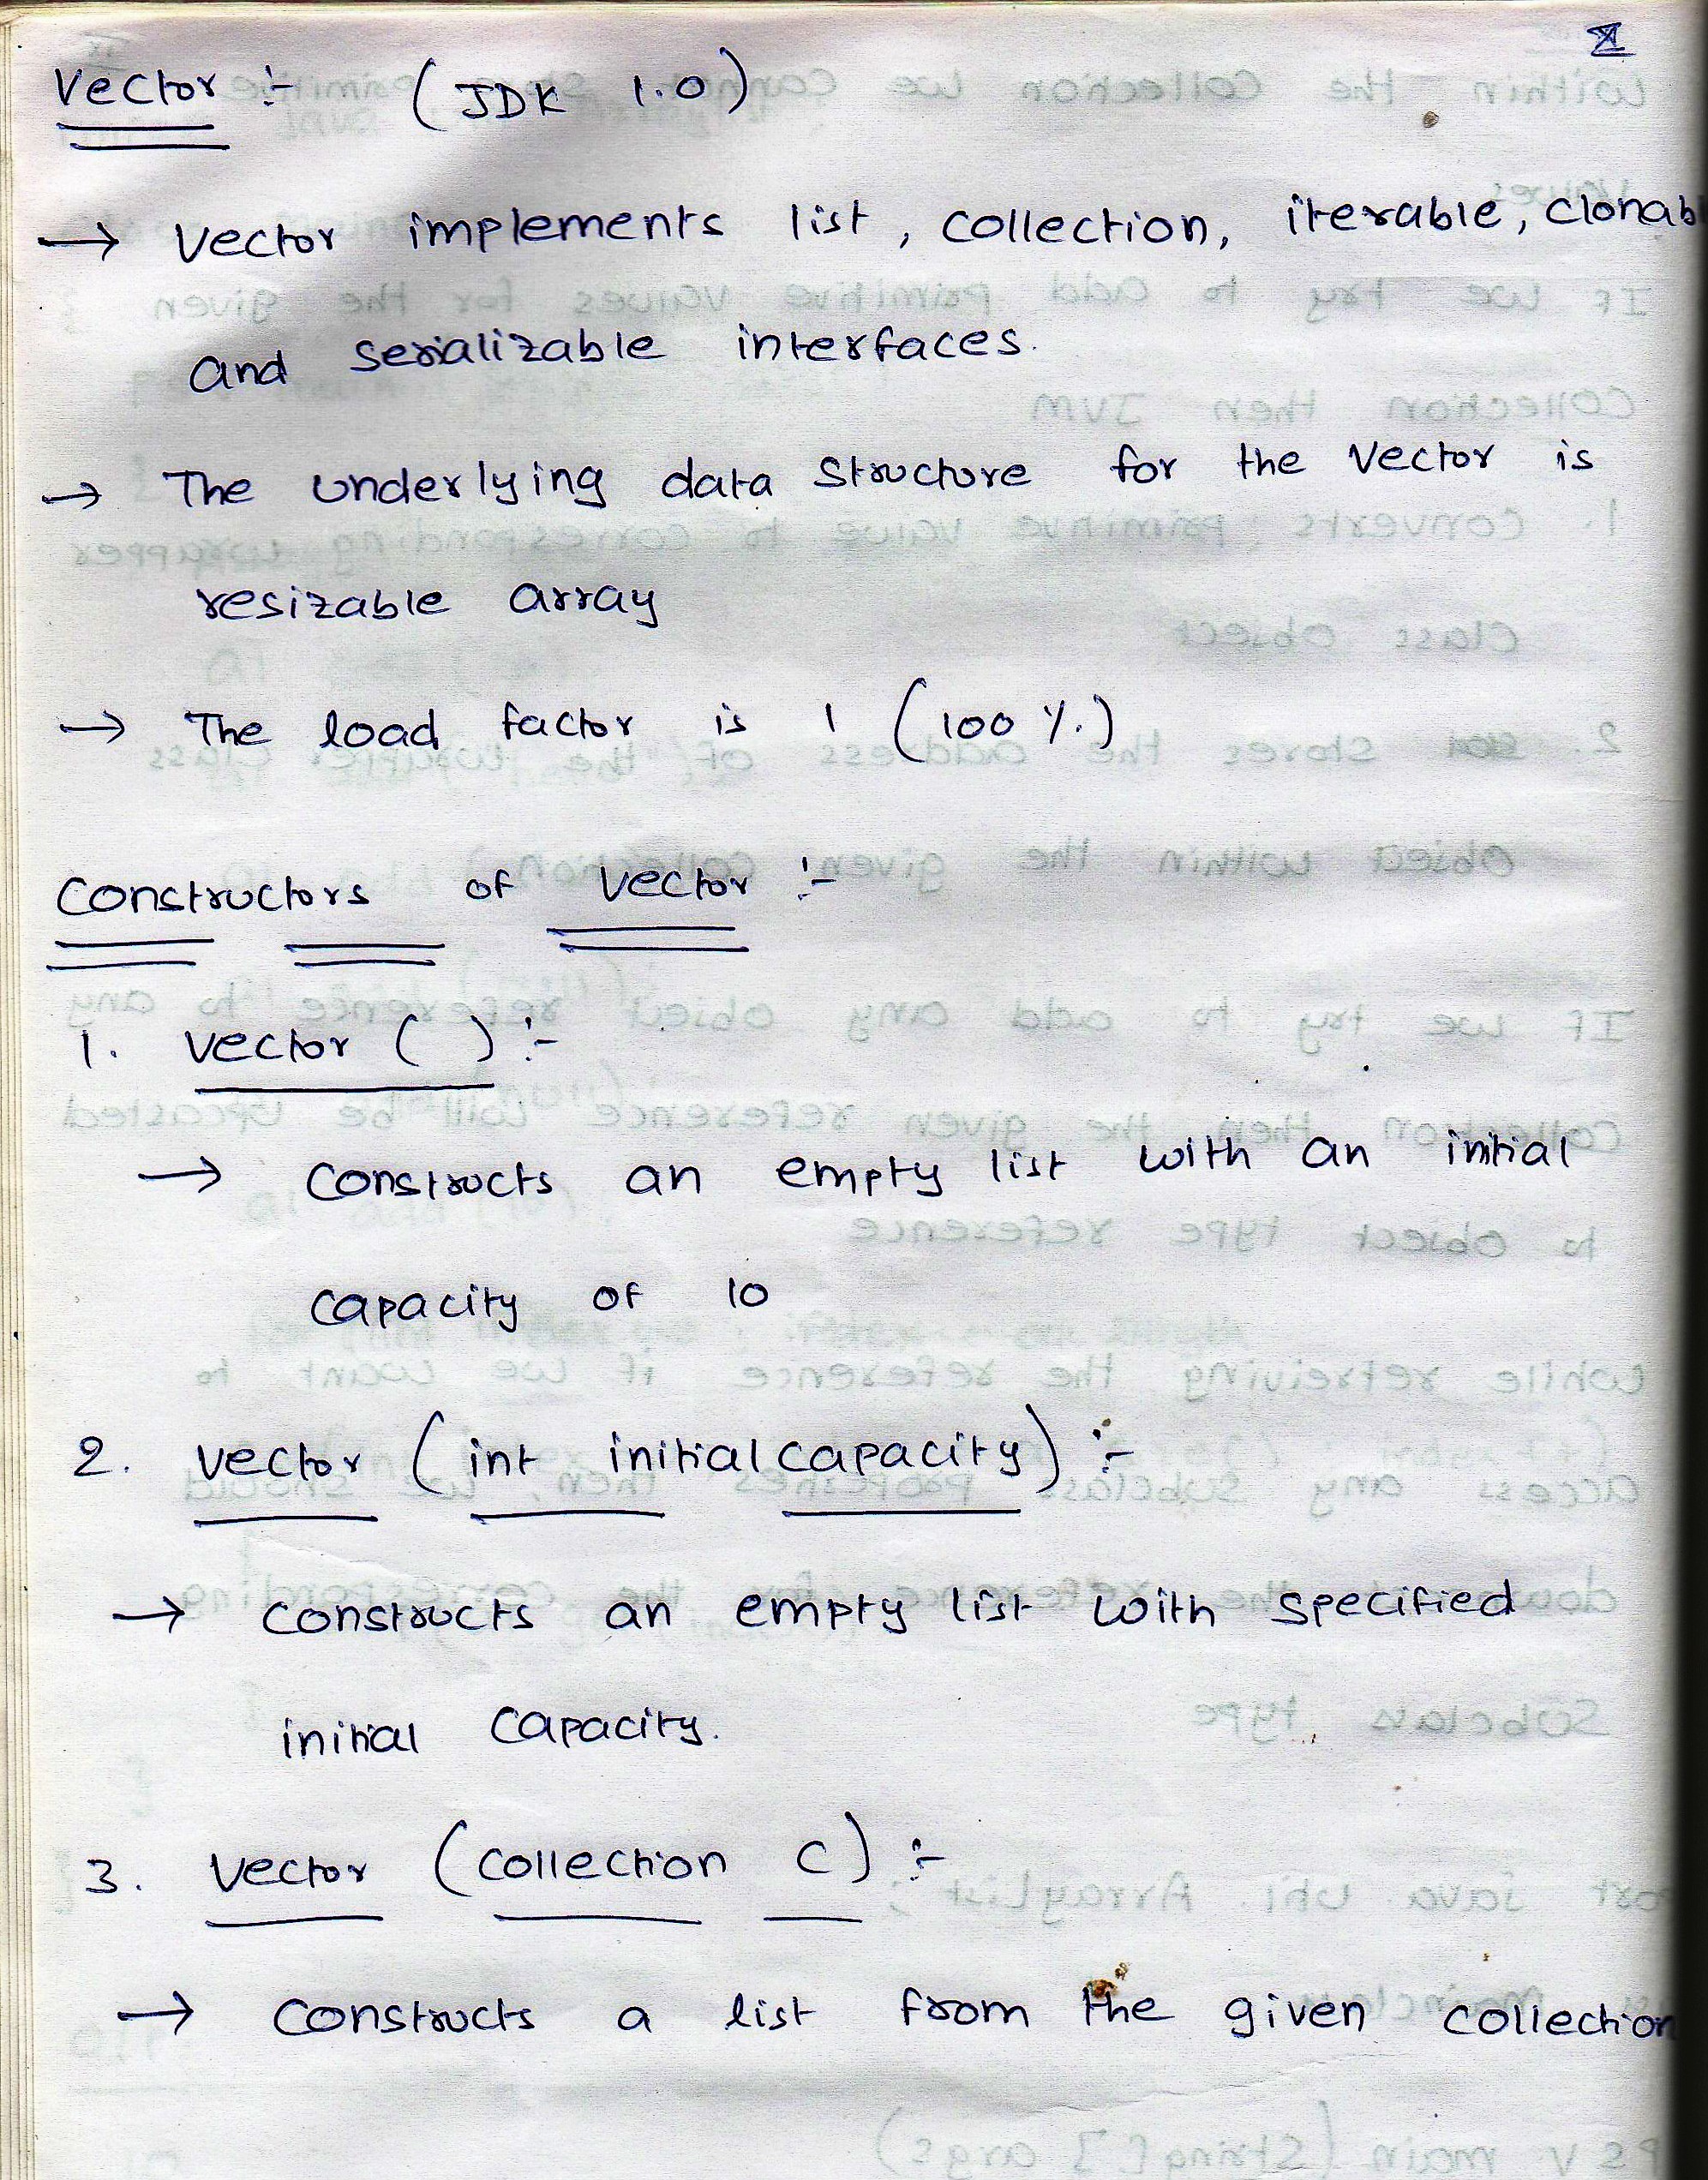 Vector :- (JDK 1.0)
→ Vector implements list, collection, iterable, clonab
and serializable interfaces.
→ The underlying data structure for the vector is
resizable array
→ The load factor is 1 (100 %)
Constructors of vector :-
1. vector ( ) :-
→ constructs an empty list with an initial
capacity of 10
2. vector (int initialcapacity) :-
→ constructs an empty list with specified
initial capacity.
3. vector (collection c) :-
→ constructs a list from the given collection